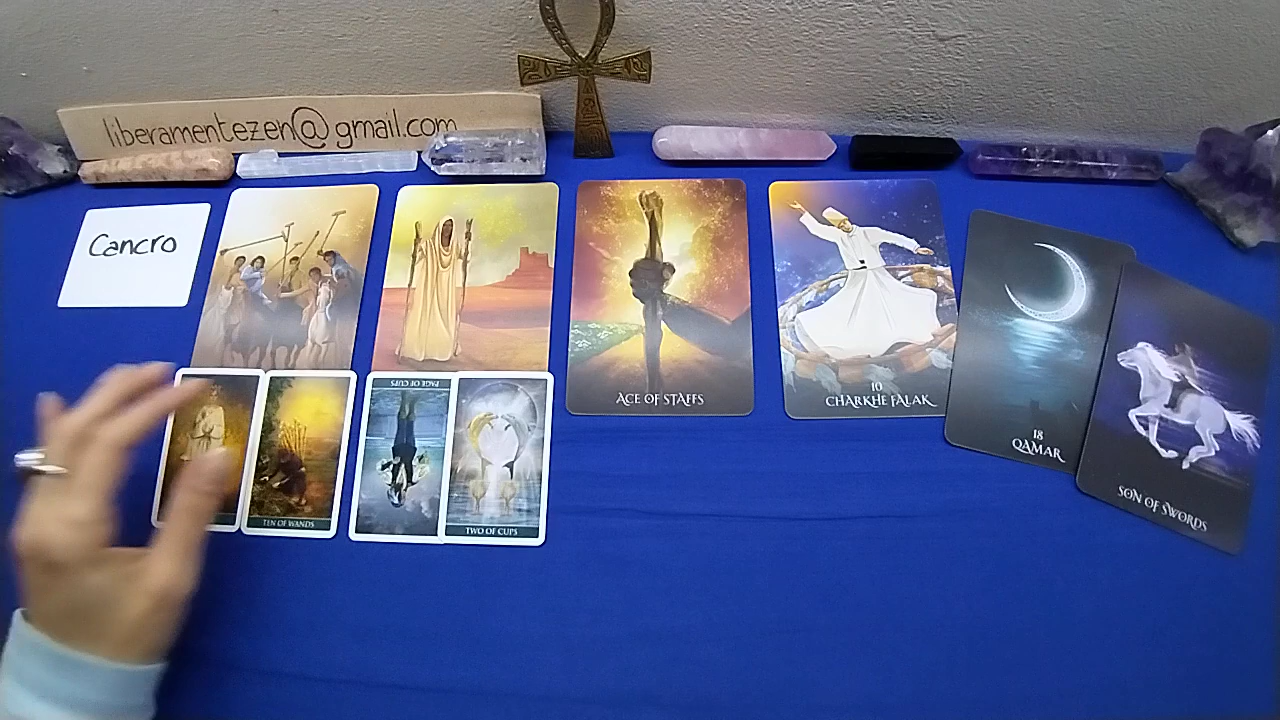 liberamentezen@gmail.com
Cancro
ACE OF STAFFS
10
CHARKHE FALAK
18
QAMAR
SON OF SWORDS
TEN OF WANDS
PAGE OF CUPS
TWO OF CUPS